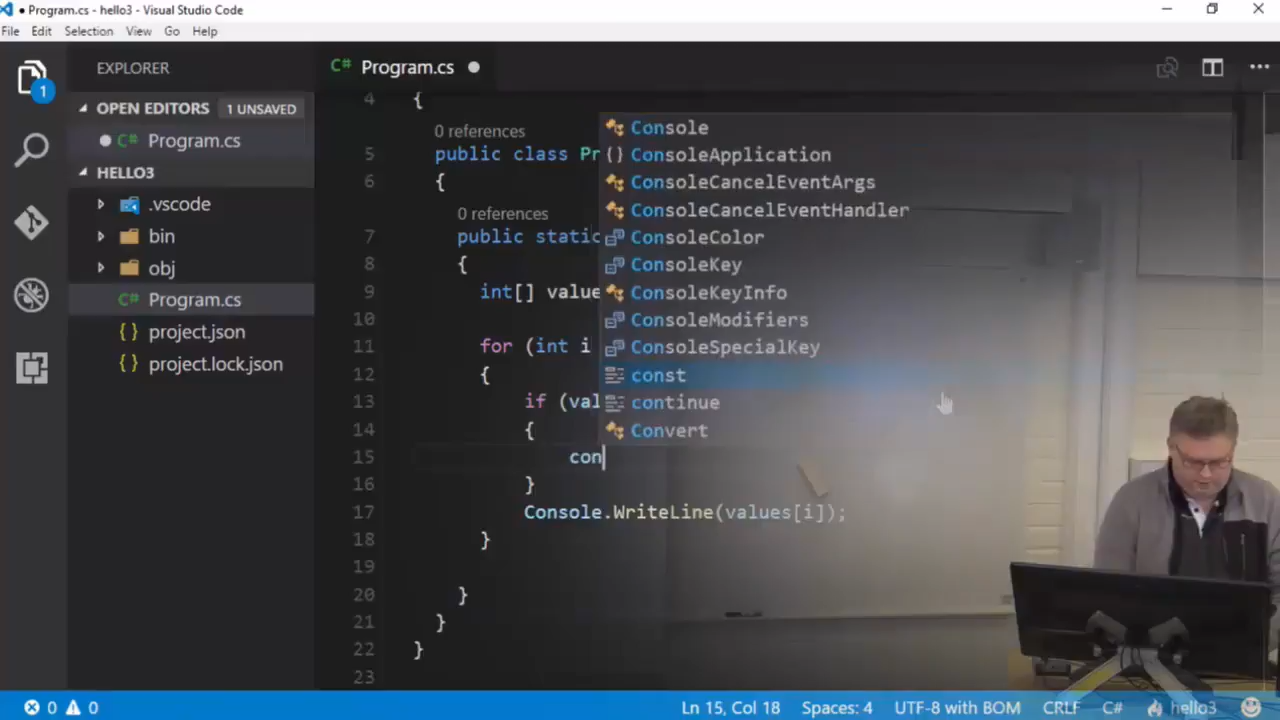 ● Program.cs - hello3 - Visual Studio Code
File Edit Selection View Go Help
EXPLORER
OPEN EDITORS 1 UNSAVED
● C# Program.cs
HELLO3
.vscode
bin
obj
C# Program.cs
{} project.json
{} project.lock.json
1
C# Program.cs ●
4 {
0 references
5 public class Pr
6 {
0 references
7 public static
8 {
9 int[] value
10
11 for (int i
12 {
13 if (val
14 {
15 con
16 }
17 Console.WriteLine(values[i]);
18 }
19
20 }
21 }
22 }
23
Console
{} ConsoleApplication
ConsoleCancelEventArgs
ConsoleCancelEventHandler
ConsoleColor
ConsoleKey
ConsoleKeyInfo
ConsoleModifiers
ConsoleSpecialKey
const
continue
Convert
0 0 Ln 15, Col 18 Spaces: 4 UTF-8 with BOM CRLF C# hello3